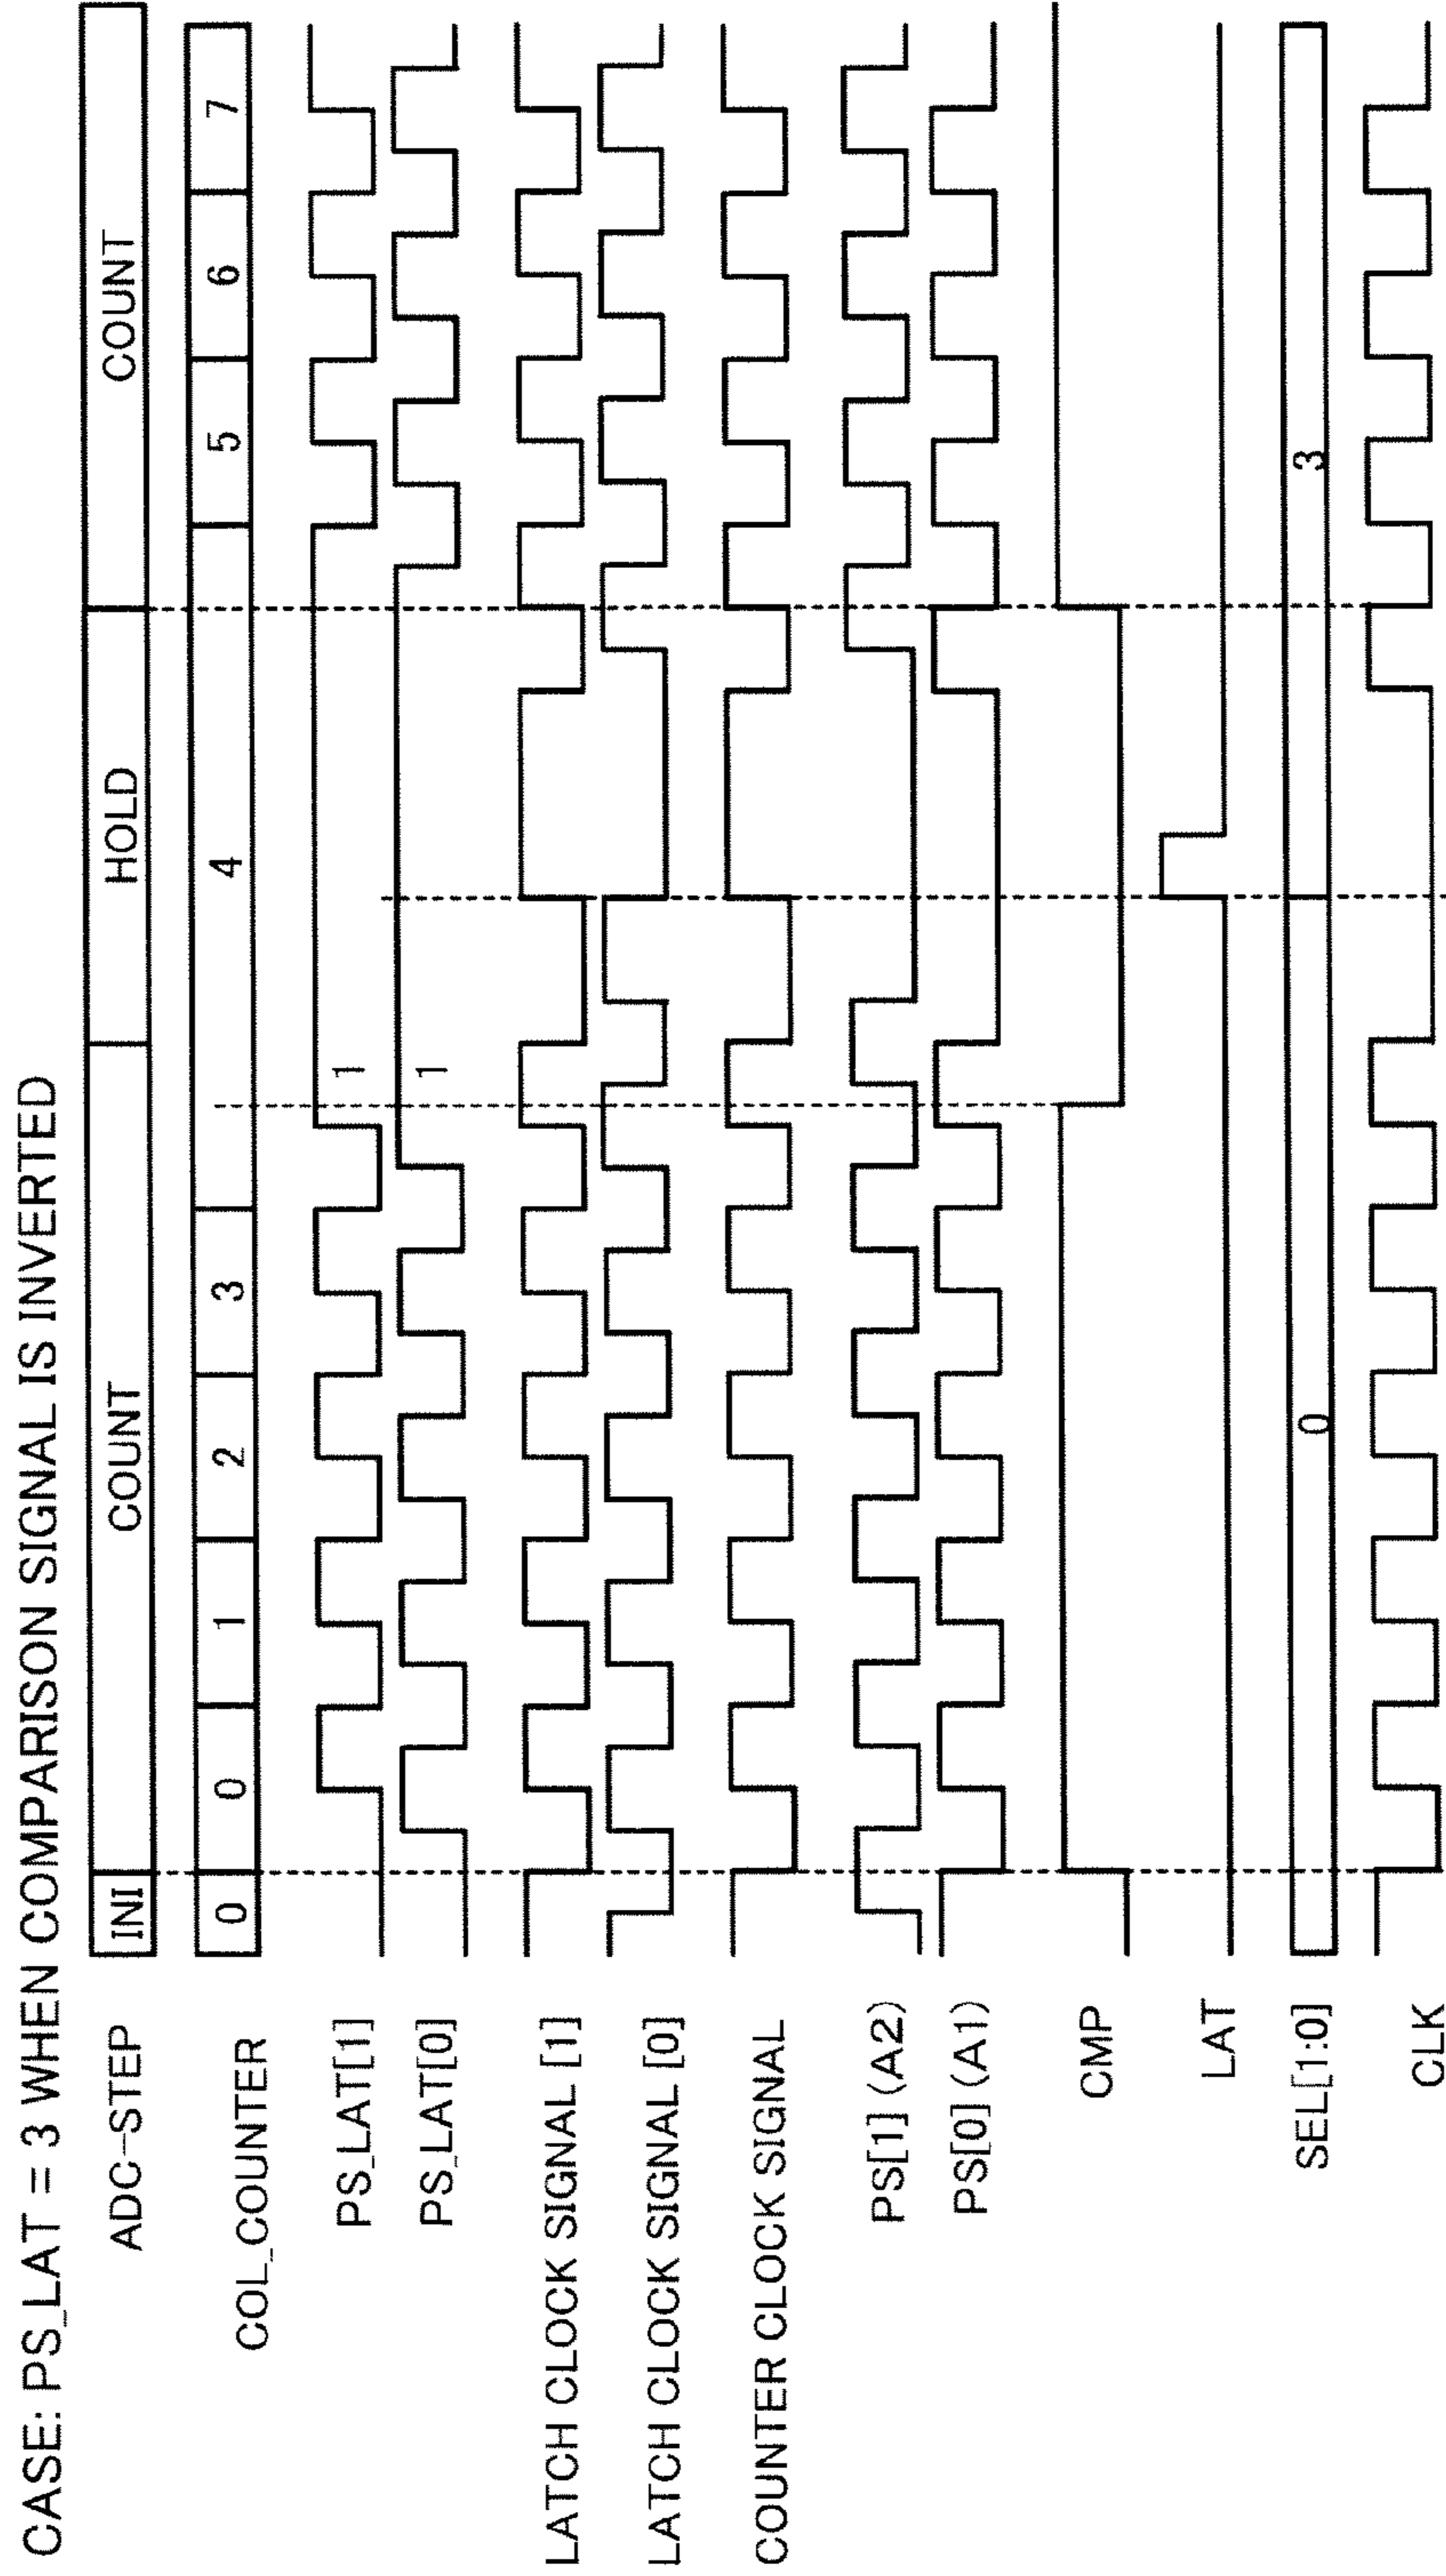 CASE: PS_LAT = 3 WHEN COMPARISON SIGNAL IS INVERTED
ADC-STEP INI COUNT HOLD COUNT
COL_COUNTER 0 0 1 2 3 4 5 6 7
PS_LAT[1] 1
PS_LAT[0] 1
LATCH CLOCK SIGNAL [1]
LATCH CLOCK SIGNAL [0]
COUNTER CLOCK SIGNAL
PS[1] (A2)
PS[0] (A1)
CMP
LAT
SEL[1:0] 0 3
CLK